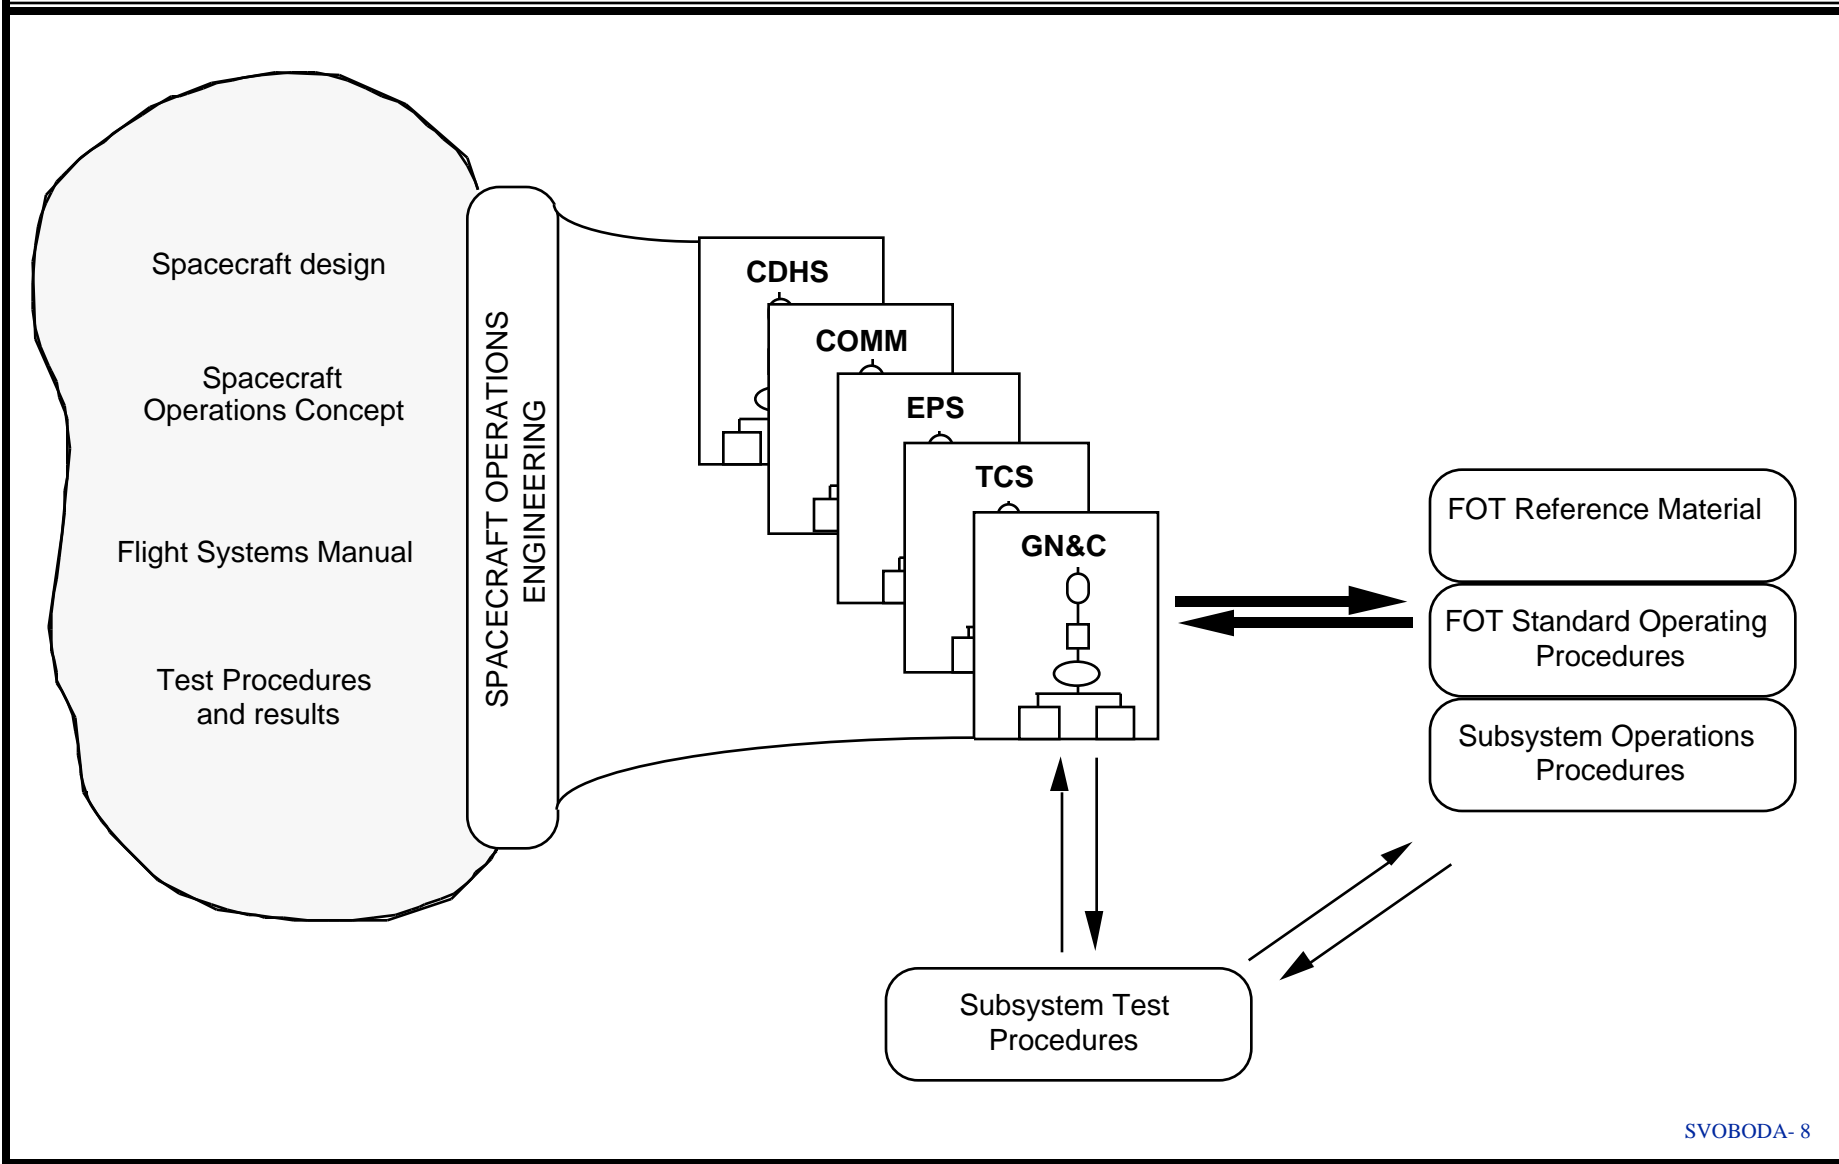 Spacecraft design
Spacecraft
Operations Concept
Flight Systems Manual
Test Procedures
and results
SPACECRAFT OPERATIONS
ENGINEERING
CDHS
COMM
EPS
TCS
GN&C
FOT Reference Material
FOT Standard Operating
Procedures
Subsystem Operations
Procedures
Subsystem Test
Procedures
SVOBODA- 8